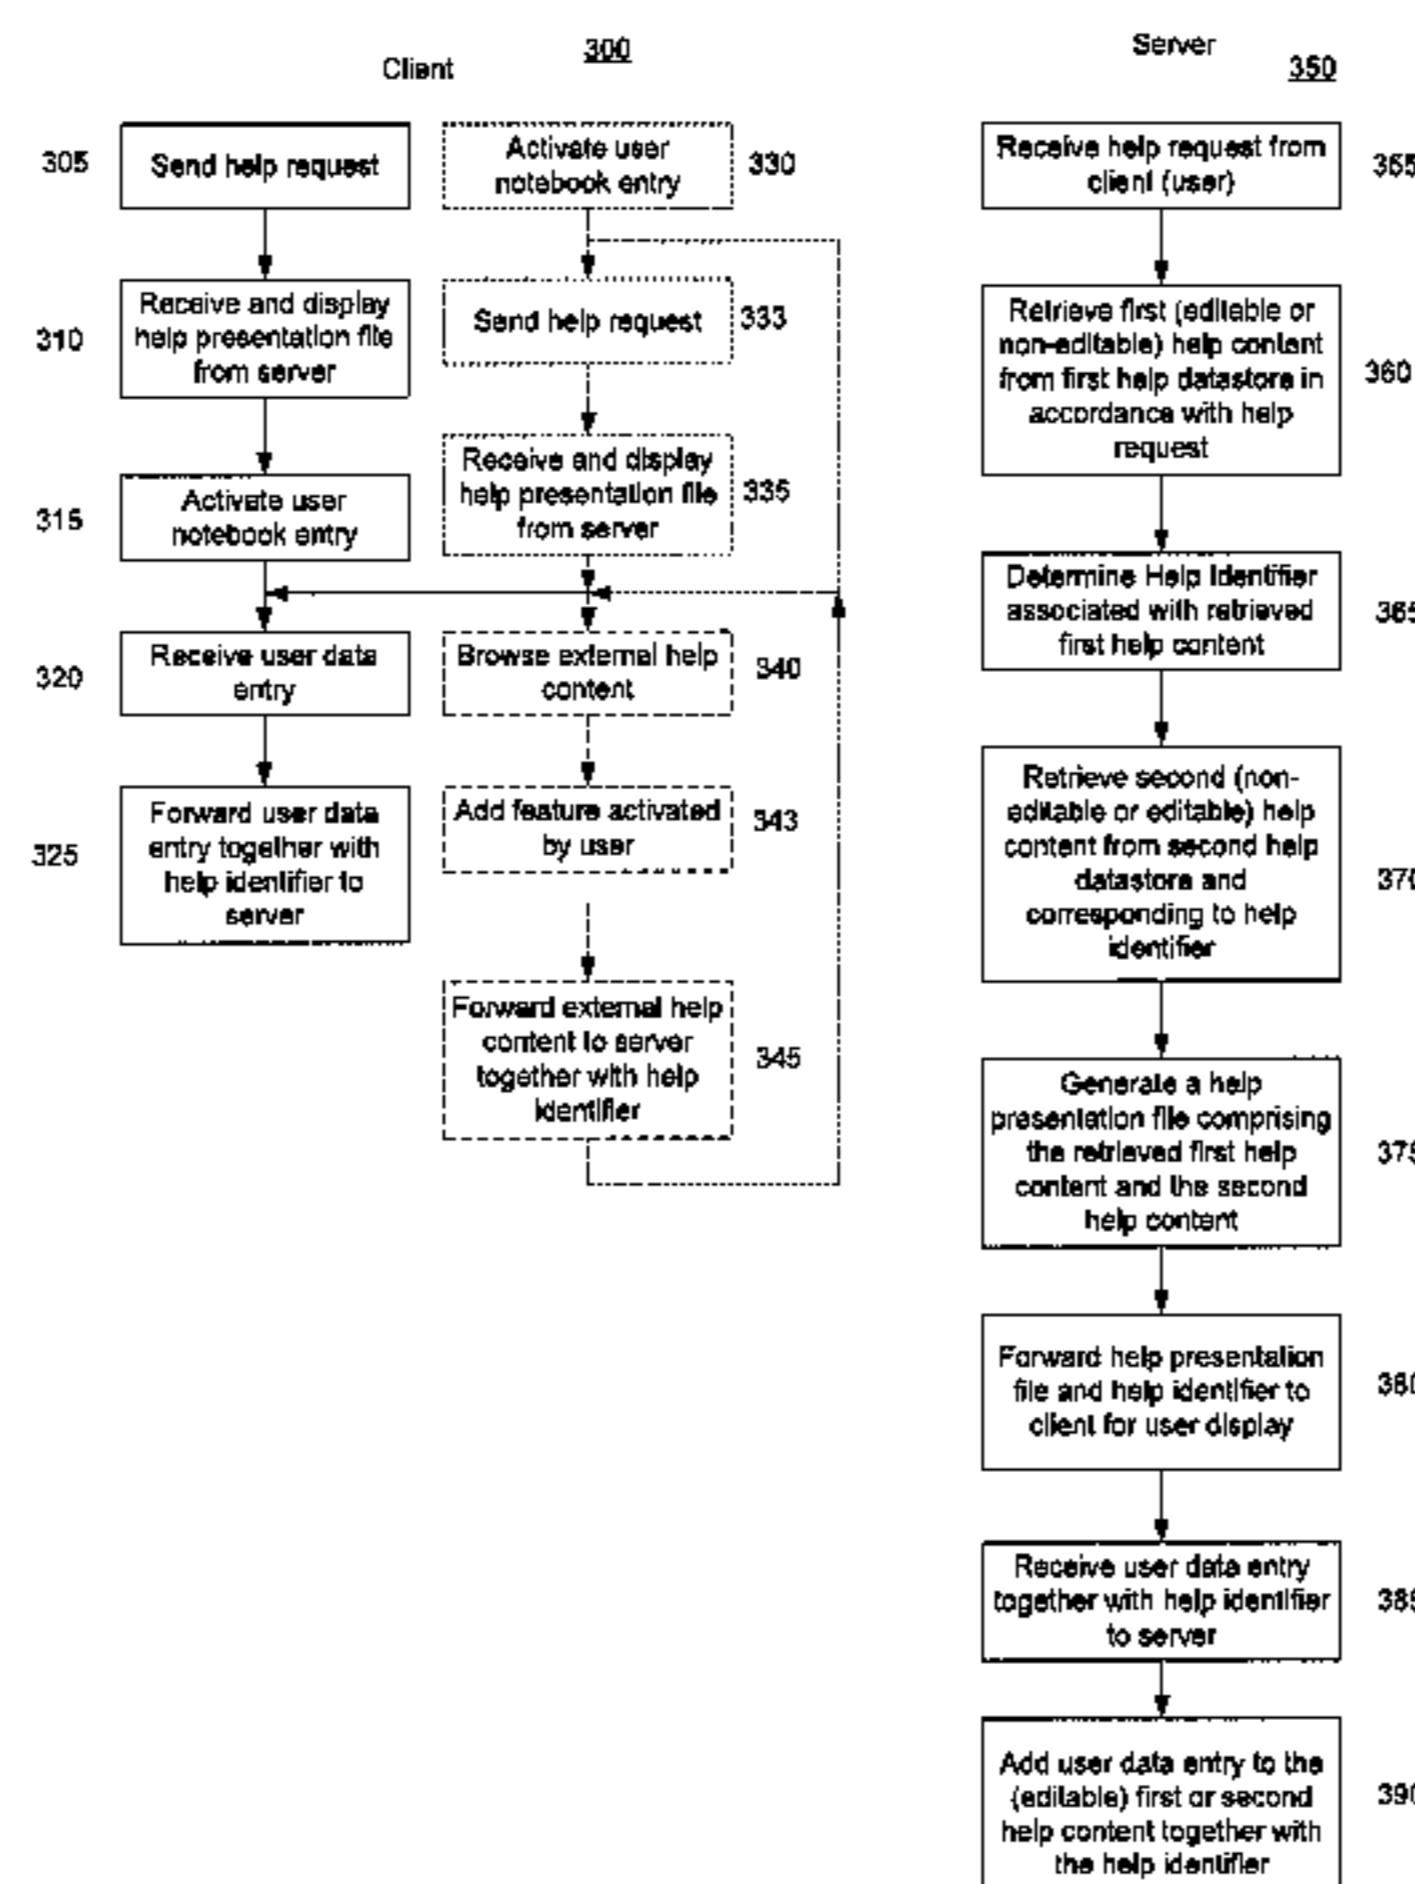 Client
300
305
Send help request
310
Receive and display
help presentation file
from server
315
Activate user
notebook entry
320
Receive user data
entry
325
Forward user data
entry together with
help identifier to
server
Activate user
notebook entry
330
Send help request
333
Receive and display
help presentation file
from server
335
Browse external help
content
340
Add feature activated
by user
343
Forward external help
content to server
together with help
identifier
345
Server
350
Receive help request from
client (user)
355
Retrieve first (editable or
non-editable) help content
from first help datastore in
accordance with help
request
360
Determine Help Identifier
associated with retrieved
first help content
365
Retrieve second (non-
editable or editable) help
content from second help
datastore and
corresponding to help
identifier
370
Generate a help
presentation file comprising
the retrieved first help
content and the second
help content
375
Forward help presentation
file and help identifier to
client for user display
380
Receive user data entry
together with help identifier
to server
385
Add user data entry to the
(editable) first or second
help content together with
the help identifier
390